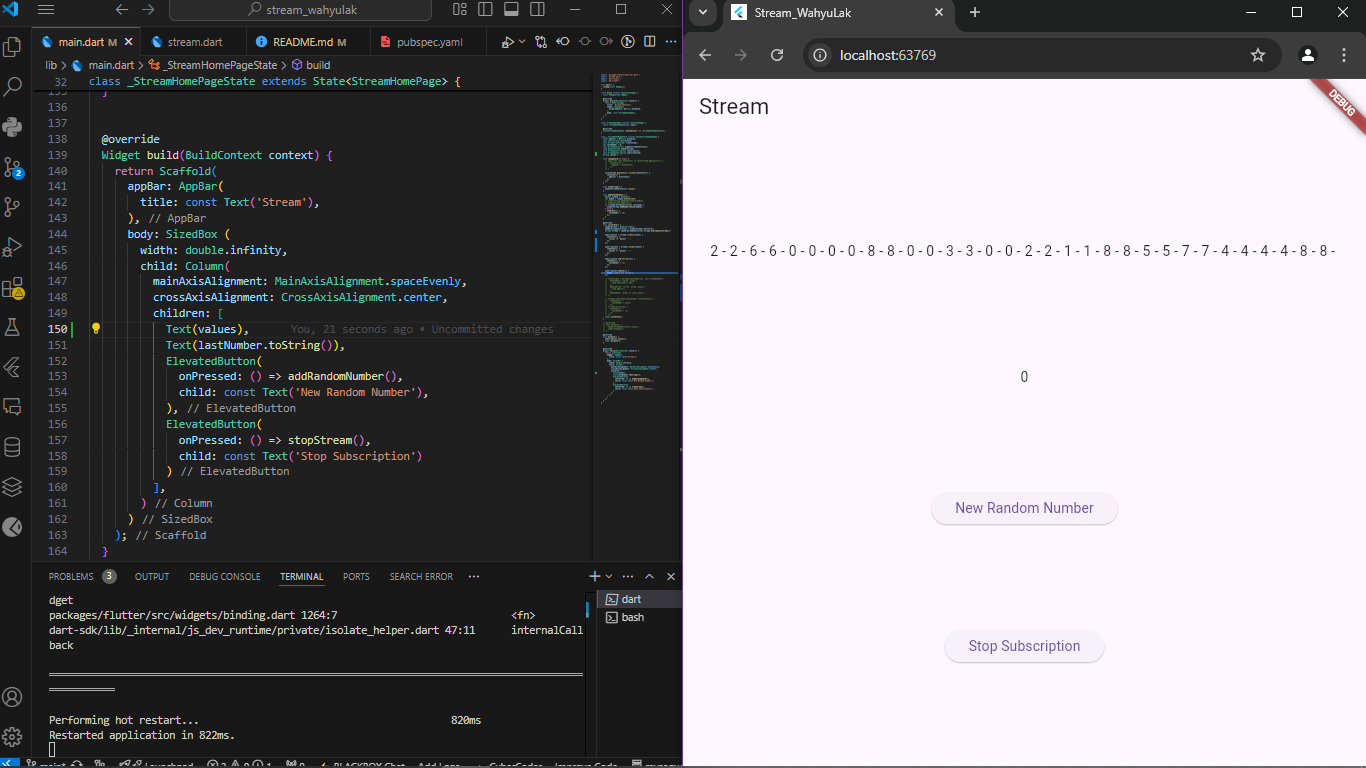 stream_wahyulak
main.dart M
stream.dart
README.md M
pubspec.yaml
lib > main.dart > _StreamHomePageState > build
32 class _StreamHomePageState extends State<StreamHomePage> {
135 }
136
137
138 @override
139 Widget build(BuildContext context) {
140 return Scaffold(
141 appBar: AppBar(
142 title: const Text('Stream'),
143 ), // AppBar
144 body: SizedBox (
145 width: double.infinity,
146 child: Column(
147 mainAxisAlignment: MainAxisAlignment.spaceEvenly,
148 crossAxisAlignment: CrossAxisAlignment.center,
149 children: [
150 Text(values), You, 21 seconds ago • Uncommitted changes
151 Text(lastNumber.toString()),
152 ElevatedButton(
153 onPressed: () => addRandomNumber(),
154 child: const Text('New Random Number'),
155 ), // ElevatedButton
156 ElevatedButton(
157 onPressed: () => stopStream(),
158 child: const Text('Stop Subscription')
159 ) // ElevatedButton
160 ],
161 ) // Column
162 ) // SizedBox
163 ); // Scaffold
164 }
2
PROBLEMS 3 OUTPUT DEBUG CONSOLE TERMINAL PORTS SEARCH ERROR ...
dget
packages/flutter/src/widgets/binding.dart 1264:7 <fn>
dart-sdk/lib/_internal/js_dev_runtime/private/isolate_helper.dart 47:11 internalCall
back
Performing hot restart... 820ms
Restarted application in 822ms.
dart
bash
Stream_WahyuLak
localhost:63769
DEBUG
Stream
2 - 2 - 6 - 6 - 0 - 0 - 0 - 0 - 8 - 8 - 0 - 3 - 3 - 0 - 0 - 2 - 2 - 1 - 1 - 8 - 8 - 5 - 5 - 7 - 7 - 4 - 4 - 4 - 4 - 8 - 8 -
0
New Random Number
Stop Subscription